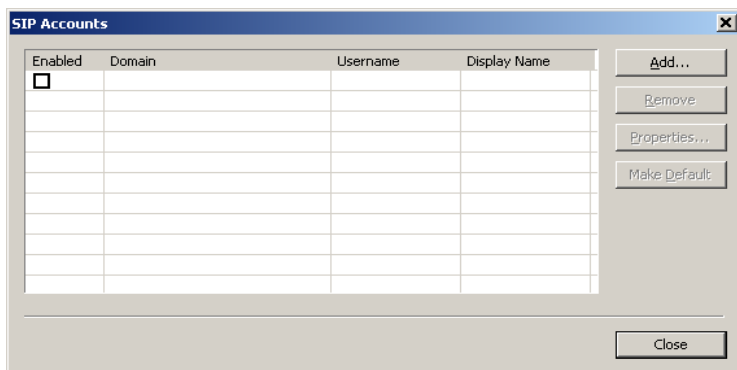 SIP Accounts
Enabled Domain Username Display Name
Add...
Remove
Properties...
Make Default
Close